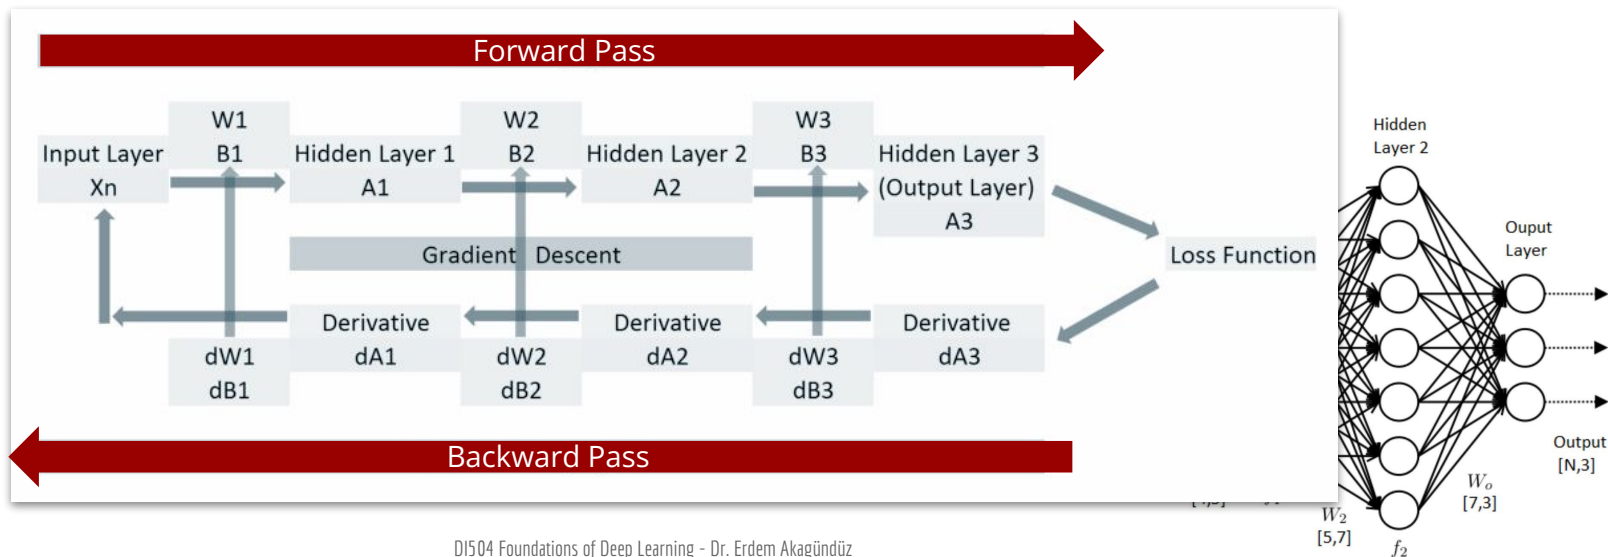 Forward Pass
W1
B1
W2
B2
W3
B3
Input Layer
Xn
Hidden Layer 1
A1
Hidden Layer 2
A2
Hidden Layer 3
(Output Layer)
A3
Gradient Descent
Loss Function
Derivative
dA1
Derivative
dA2
Derivative
dA3
dW1
dB1
dW2
dB2
dW3
dB3
Backward Pass
Hidden
Layer 2
Ouput
Layer
Output
[N,3]
Wo
[7,3]
W2
[5,7]
f2
DI504 Foundations of Deep Learning - Dr. Erdem Akagündüz